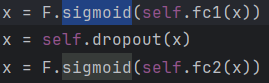 x = F.sigmoid(self.fc1(x))
x = self.dropout(x)
x = F.sigmoid(self.fc2(x))